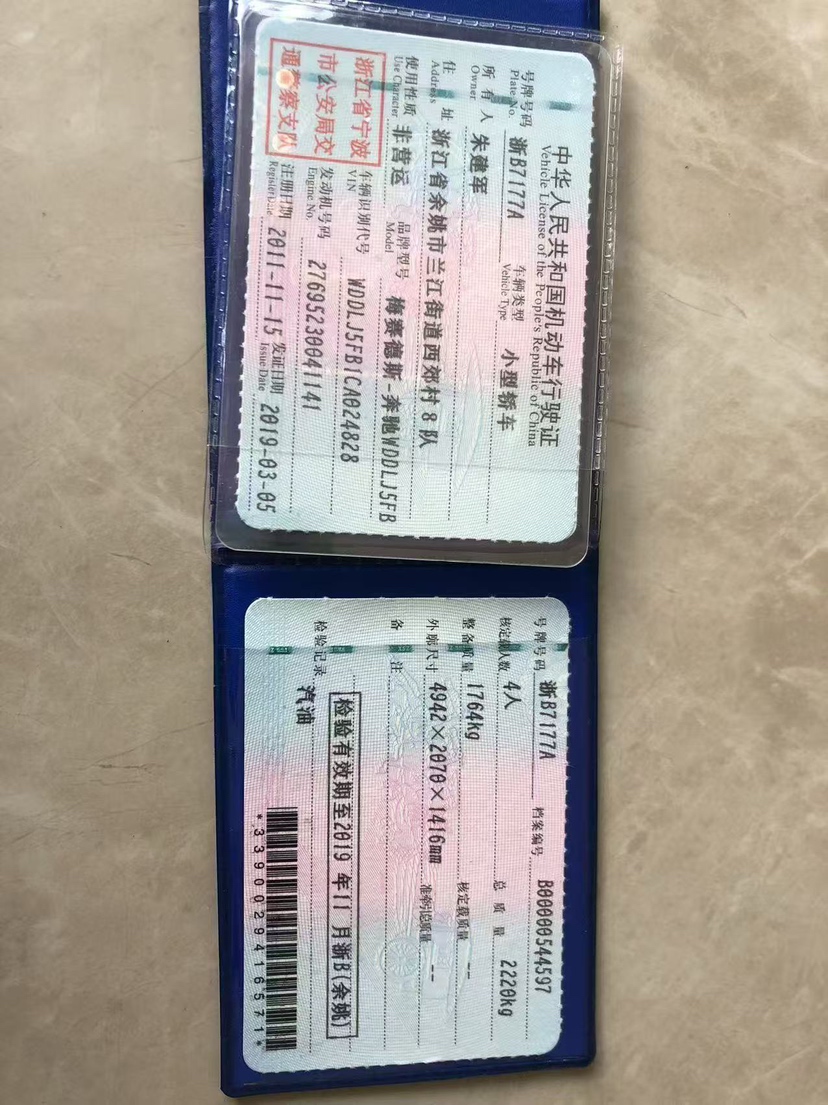 中华人民共和国机动车行驶证
Vehicle License of the People's Republic of China
号牌号码 浙B7177A 车辆类型 小型轿车
Plate No. Vehicle Type
所有人 朱建军
Owner
住址 浙江省余姚市兰江街道西郊村8队
Address
使用性质 非营运 品牌型号 梅赛德斯-奔驰WDDLJ5FB
Use Character Model
浙江省宁波
市公安局交
通警察支队
车辆识别代号 WDDLJ5FB1CA024828
VIN
发动机号码 27695230041141
Engine No.
注册日期 2011-11-15 发证日期 2019-03-05
Register Date Issue Date
号牌号码 浙B7177A 档案编号 B00000544597
核定载人数 4人 总质量 2220kg
整备质量 1764kg 核定载质量 --
外廓尺寸 4942×2070×1416mm 准牵引总质量 --
备注
检验有效期至2019年11月浙B(余姚)
检验记录
汽油
*33900029416571*